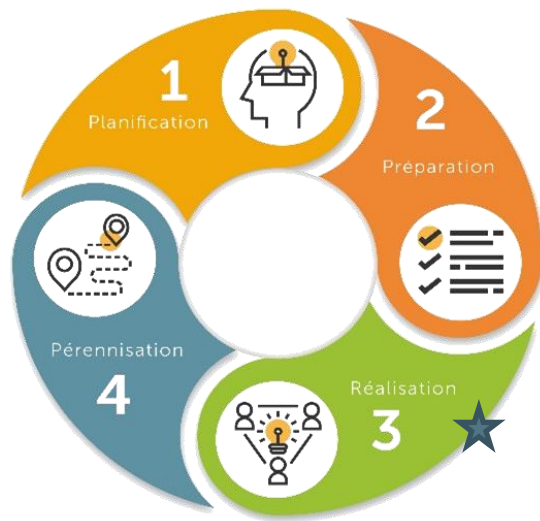 1
Planification
2
Préparation
Réalisation
3
Pérennisation
4